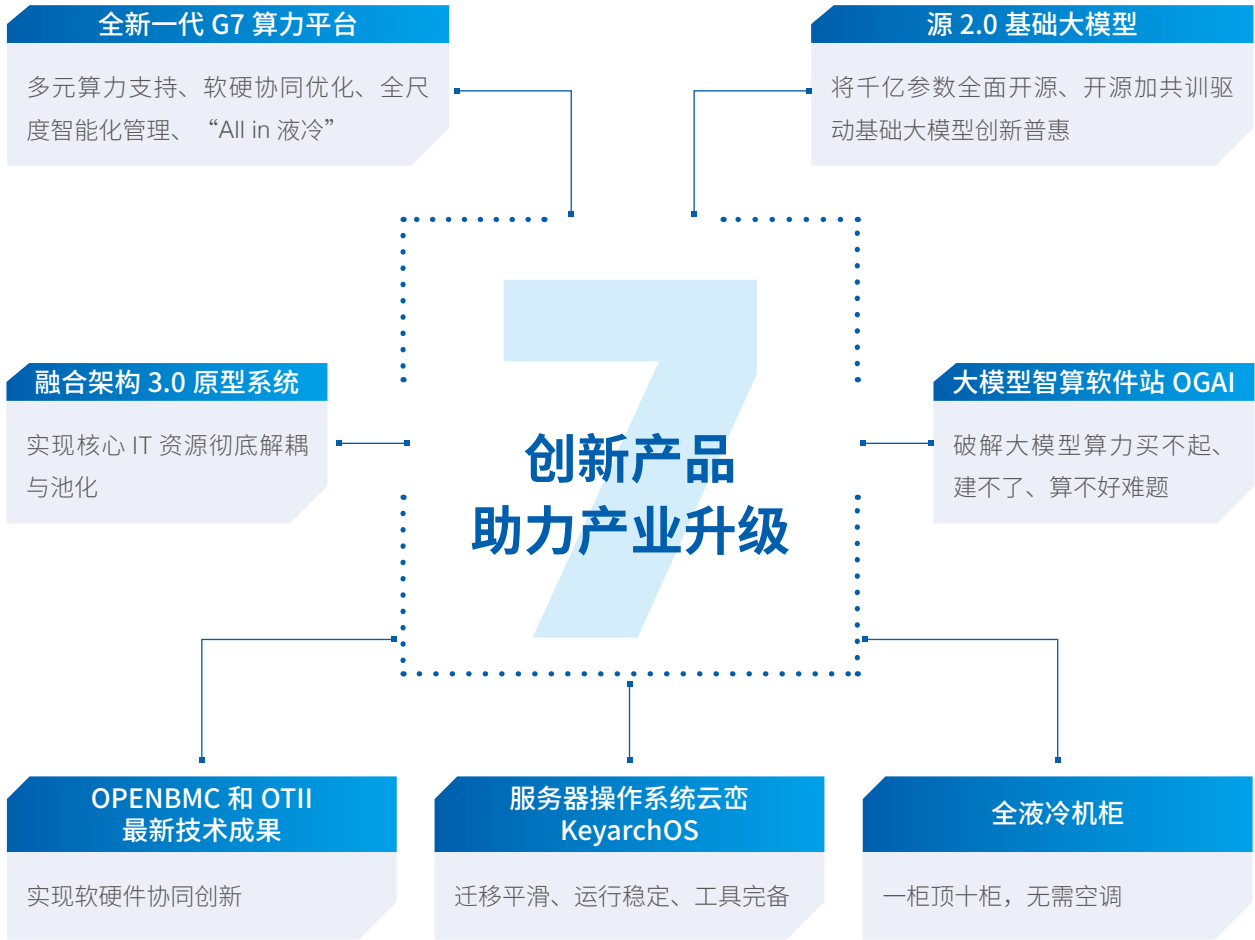 全新一代 G7 算力平台
多元算力支持、软硬协同优化、全尺
度智能化管理、“All in 液冷”
源 2.0 基础大模型
将千亿参数全面开源、开源加共训驱
动基础大模型创新普惠
融合架构 3.0 原型系统
实现核心 IT 资源彻底解耦
与池化
7
创新产品
助力产业升级
大模型智算软件站 OGAI
破解大模型算力买不起、
建不了、算不好难题
OPENBMC 和 OTII
最新技术成果
实现软硬件协同创新
服务器操作系统云峦
KeyarchOS
迁移平滑、运行稳定、工具完备
全液冷机柜
一柜顶十柜，无需空调